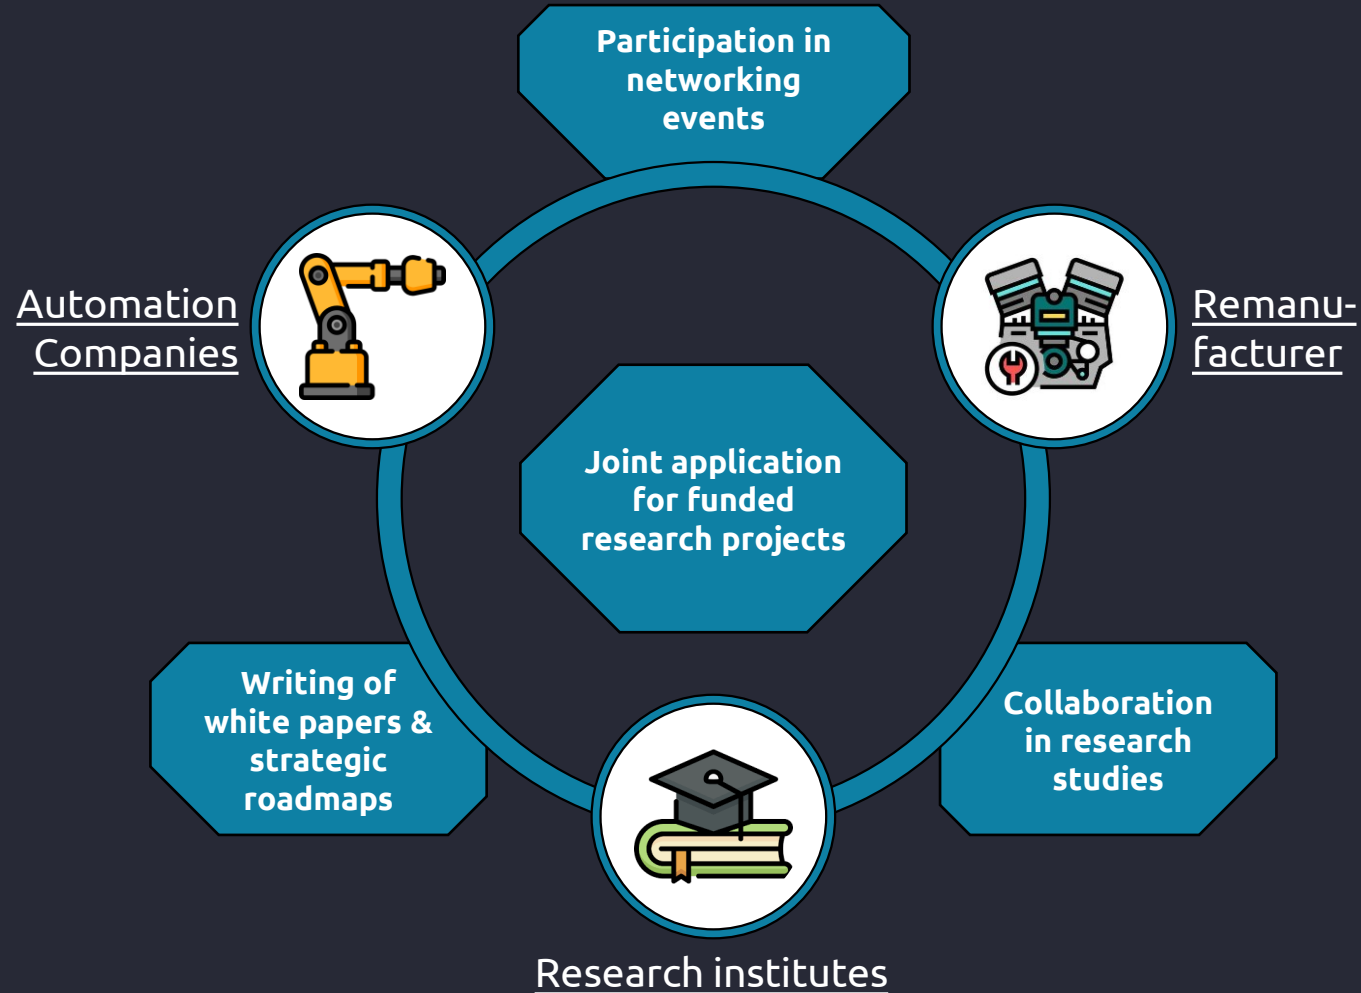 Participation in
networking
events
Automation
Companies
Remanu-
facturer
Joint application
for funded
research projects
Writing of
white papers &
strategic
roadmaps
Collaboration
in research
studies
Research institutes